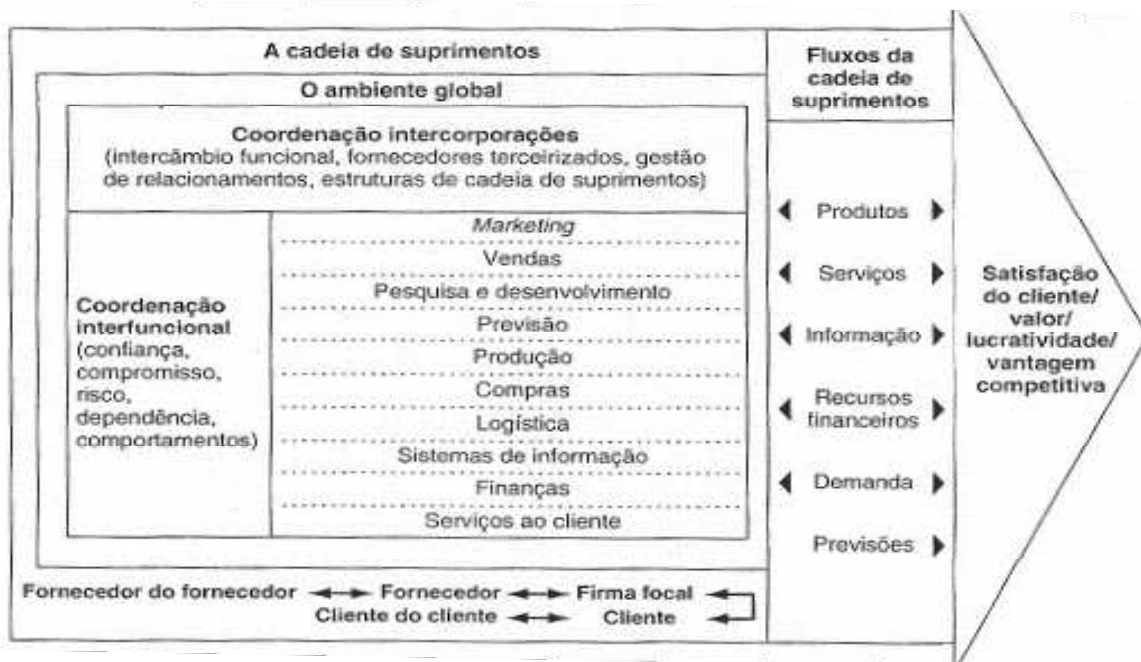 A cadeia de suprimentos
O ambiente global
Coordenação intercorporações
(intercâmbio funcional, fornecedores terceirizados, gestão
de relacionamentos, estruturas de cadeia de suprimentos)
Coordenação
interfuncional
(confiança,
compromisso,
risco,
dependência,
comportamentos)
Marketing
Vendas
Pesquisa e desenvolvimento
Previsão
Produção
Compras
Logística
Sistemas de informação
Finanças
Serviços ao cliente
Fornecedor do fornecedor Fornecedor Firma focal
Cliente do cliente Cliente
Fluxos da
cadeia de
suprimentos
Produtos
Serviços
Informação
Recursos
financeiros
Demanda
Previsões
Satisfação
do cliente/
valor/
lucratividade/
vantagem
competitiva